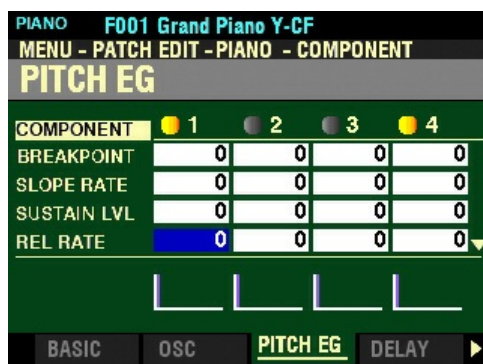 PIANO F001 Grand Piano Y-CF
MENU - PATCH EDIT - PIANO - COMPONENT
PITCH EG
COMPONENT 1 2 3 4
BREAKPOINT 0 0 0 0
SLOPE RATE 0 0 0 0
SUSTAIN LVL 0 0 0 0
REL RATE 0 0 0 0
BASIC OSC PITCH EG DELAY